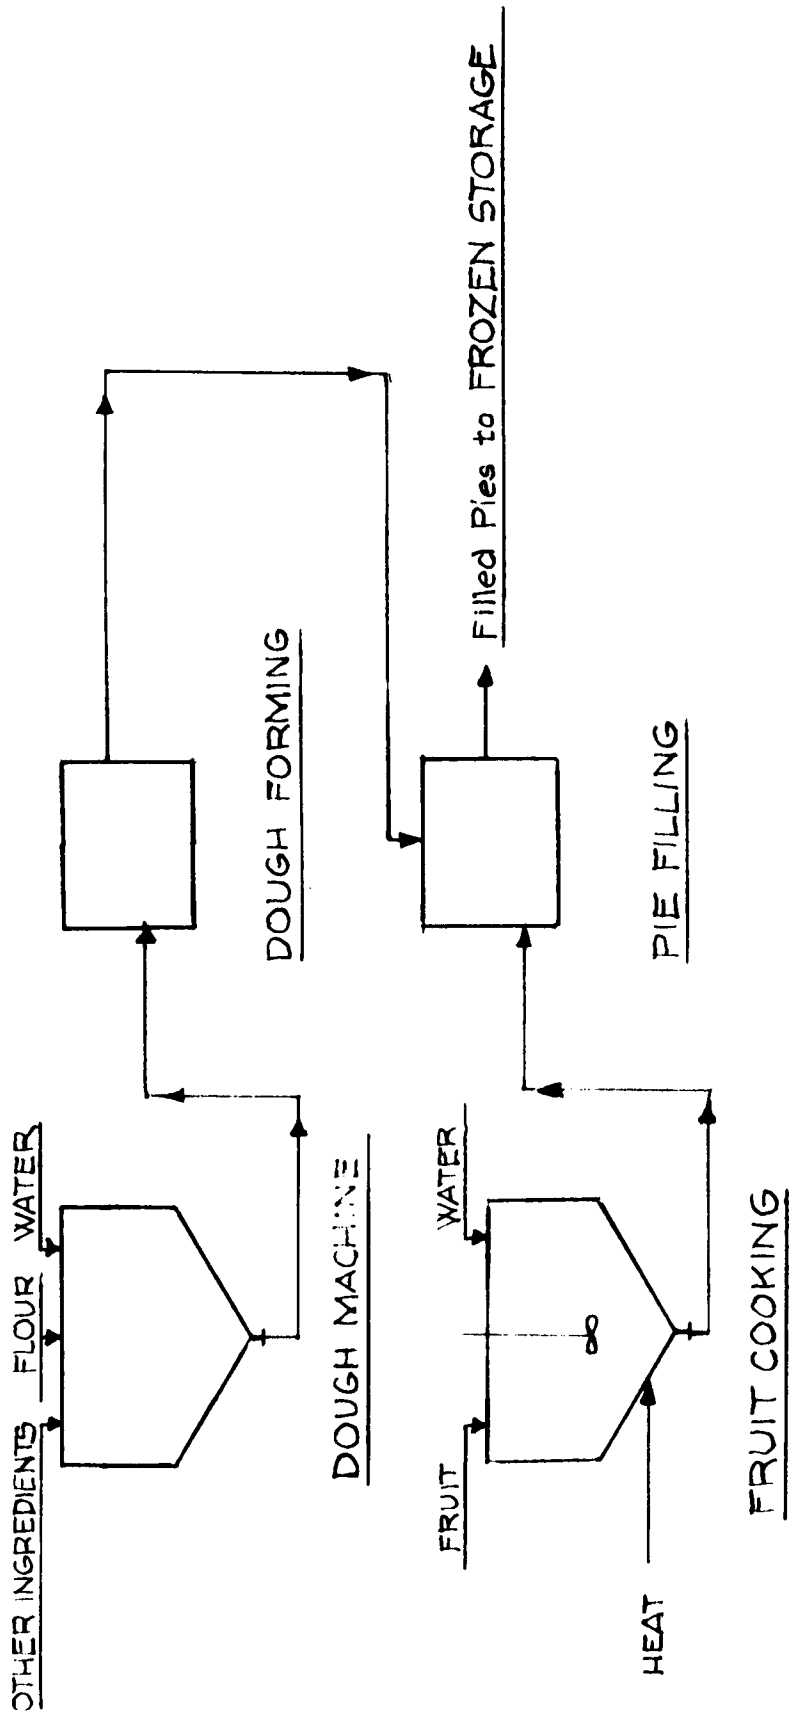 OTHER INGREDIENTS
FLOUR
WATER
DOUGH MACHINE
DOUGH FORMING
FRUIT
WATER
HEAT
FRUIT COOKING
PIE FILLING
Filled Pies to FROZEN STORAGE